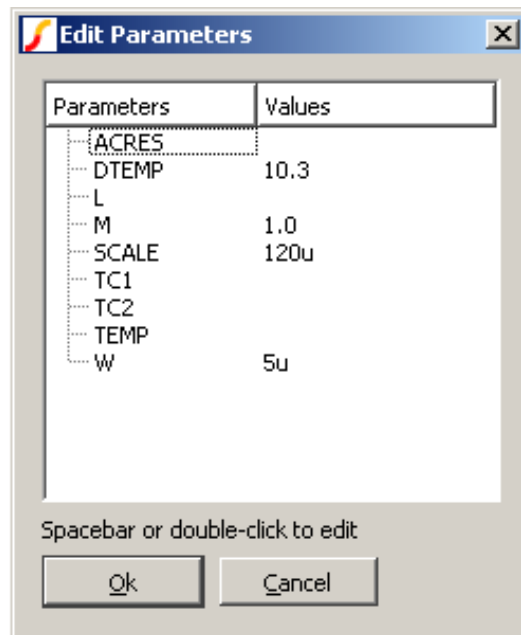 Edit Parameters
Parameters Values
ACRES
DTEMP 10.3
L
M 1.0
SCALE 120u
TC1
TC2
TEMP
W 5u
Spacebar or double-click to edit
Ok Cancel